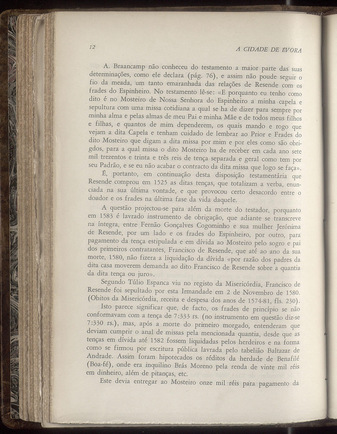 12
A CIDADE DE EVORA
A. Braancamp não conheceu do testamento a maior parte das suas
determinações, como ele declara (pág. 76), e assim não poude seguir o
fio da meada, um tanto emaranhada das relações de Resende com os
frades do Espinheiro. No testamento lê-se: «E porquanto eu tenho como
dito é no Mosteiro de Nossa Senhora do Espinheiro a minha capela e
sepultura com uma missa cotidiana a qual se ha de dizer para sempre por
minha alma e pelas almas de meu Pai e minha Mãe e de todos meus filhos
e filhas, e quantos de mim dependerem, os quais mando e rogo que
vejam a dita Capela e tenham cuidado de lembrar ao Prior e Frades do
dito Mosteiro que digam a dita missa por mim e por eles como são obri-
gados, para a qual missa o dito Mosteiro ha de receber em cada ano sete
mil trezentos e trinta e três reis de terça separada e geral como tem por
seu Padrão, e se eu não acabar o contracto da dita missa que logo se faça».
É, portanto, em continuação desta disposição testamentária que
Resende comprou em 1525 as ditas terças, que totalizam a verba, enun-
ciada na sua última vontade, e que provocou certo desacordo entre o
doador e os frades na última fase da vida daquele.
A questão projectou-se para além da morte do testador, porquanto
em 1583 é lavrado instrumento de obrigação, que adiante se transcreve
na íntegra, entre Fernão Gonçalves Cogominho e sua mulher Jerónima
de Resende, por um lado e os frades do Espinheiro, por outro, para
pagamento da terça estipulada e em dívida ao Mosteiro pelo sogro e pai
dos primeiros contratantes, Francisco de Resende, que até ao ano da sua
morte, 1580, não fizera a liquidação da dívida «por razão dos padres da
dita casa moverem demanda ao dito Francisco de Resende sobre a quantia
da dita terça ou juro».
Segundo Túlio Espanca viu no registo da Misericórdia, Francisco de
Resende foi sepultado por esta Irmandade em 2 de Novembro de 1580.
(Obitos da Misericórdia, receita e despesa dos anos de 1574-81, fls. 230).
Isto parece significar que, de facto, os frades de princípio se não
conformavam com a tença de 7:333 rs. (no instrumento em questão diz-se
7:330 rs.), mas, após a morte do primeiro morgado, entenderam que
deviam cumprir o anal de missas pela mencionada quantia, desde que as
tenças em dívida até 1582 fossem liquidadas pelos herdeiros e na forma
como se firmou por escritura pública lavrada pelo tabelião Baltazar de
Andrade. Assim foram hipotecados os réditos da herdade de Benafilé
(Boa-fé), onde era inquilino Brás Moreno pela renda de vinte mil réis
em dinheiro, além de pitanças, etc.
Este devia entregar ao Mosteiro onze mil réis para pagamento da